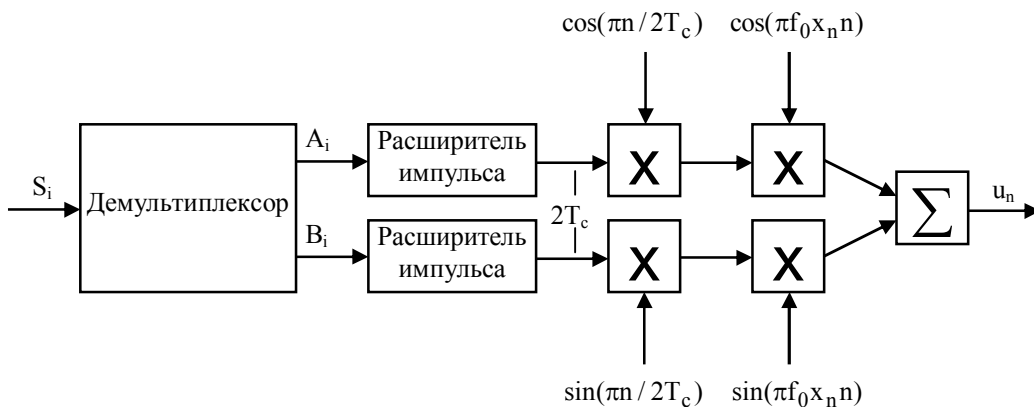 cos(πn / 2T_c) cos(πf_0x_nn)
S_i
Демультиплексор
A_i
B_i
Расширитель
импульса
2T_c
Расширитель
импульса
X
X
X
X
Σ
u_n
sin(πn / 2T_c) sin(πf_0x_nn)